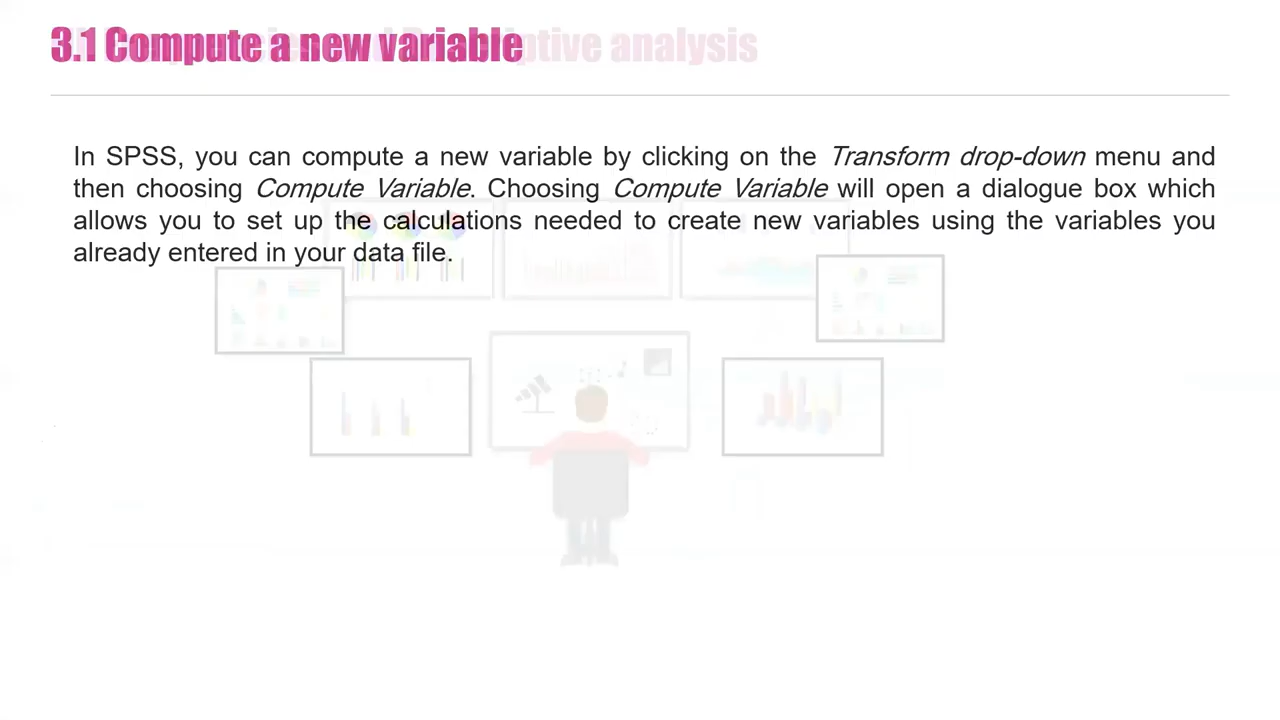 3.1 Compute a new variable
In SPSS, you can compute a new variable by clicking on the Transform drop-down menu and
then choosing Compute Variable. Choosing Compute Variable will open a dialogue box which
allows you to set up the calculations needed to create new variables using the variables you
already entered in your data file.